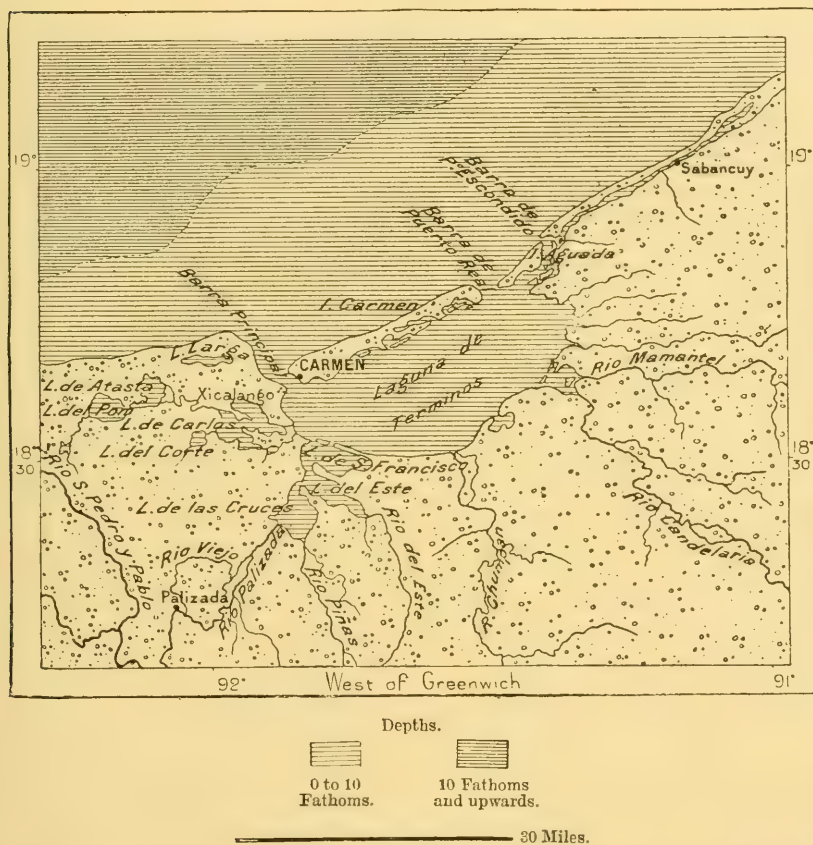 19°
19°
Barra de
P. Escondido
Sabancuy
Barra de
Puerto Real
I. Aguada
Barra Principal
I. Carmen
L. Larga
CARMEN
Laguna de
Terminos
Rio Mamantel
L. de Atasta
Xicalango
L. del Pom
L. de Carlos
L. del Corte
18°
30
18°
30
L. de S. Francisco
L. del Este
L. de las Cruces
Rio S. Pedro y Pablo
Rio Viejo
Palizada
Rio Palizada
Rio Piñas
Rio del Este
Rio Candelaria
92°
West of Greenwich
91°
Depths.
0 to 10
Fathoms.
10 Fathoms
and upwards.
30 Miles.